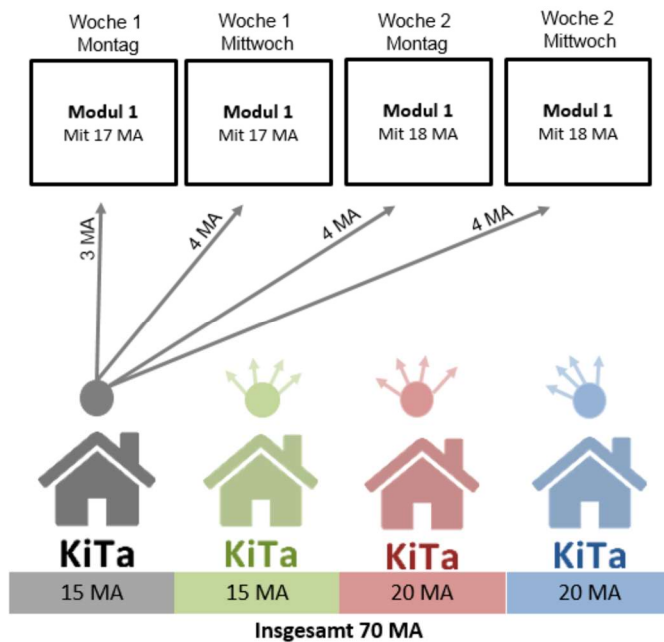 Woche 1
Montag
Woche 1
Mittwoch
Woche 2
Montag
Woche 2
Mittwoch
Modul 1
Mit 17 MA
Modul 1
Mit 17 MA
Modul 1
Mit 18 MA
Modul 1
Mit 18 MA
3 MA
4 MA
4 MA
4 MA
KiTa
KiTa
KiTa
KiTa
15 MA
15 MA
20 MA
20 MA
Insgesamt 70 MA